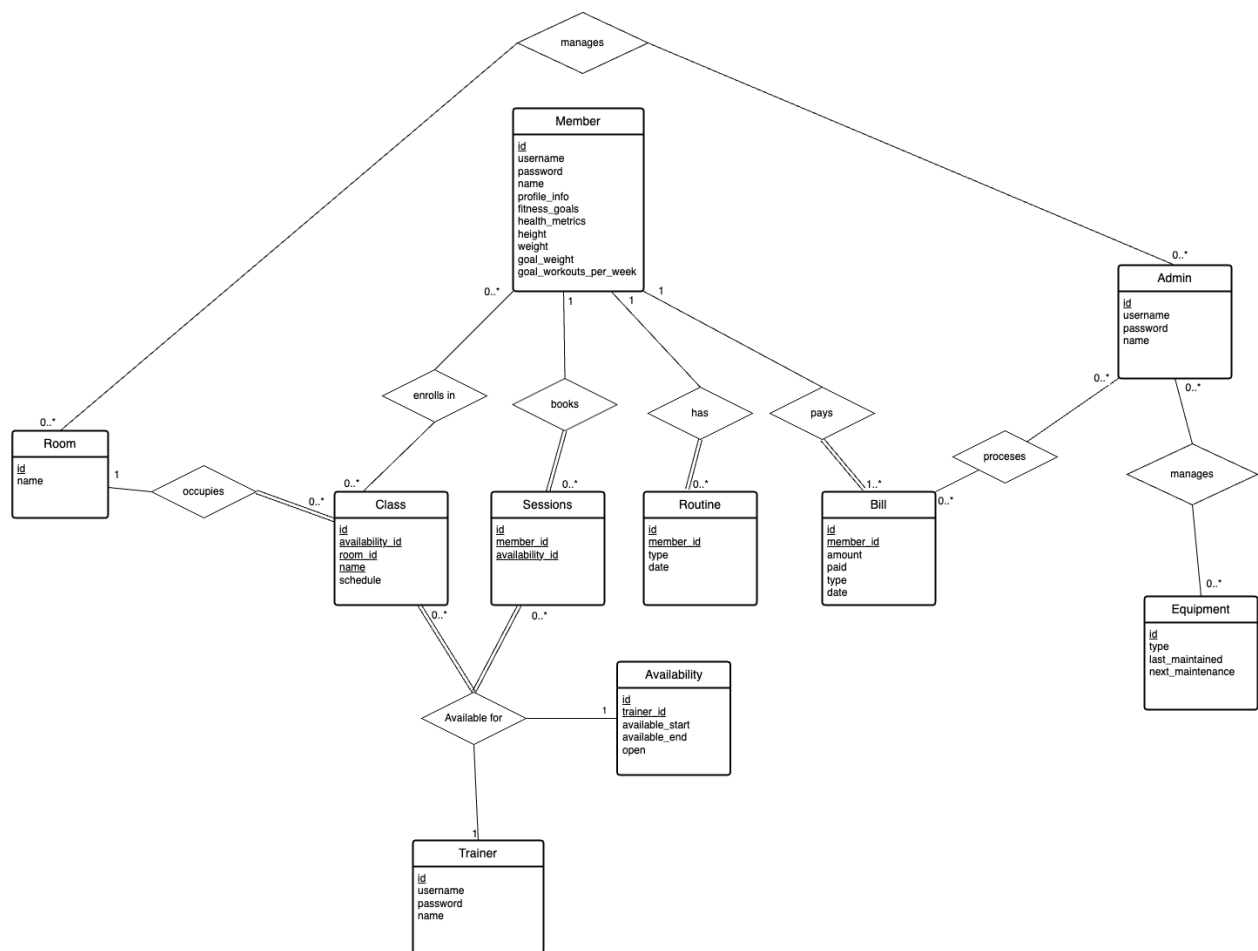 manages
Member
id
username
password
name
profile_info
fitness_goals
health_metrics
height
weight
goal_weight
goal_workouts_per_week
0..*
Admin
id
username
password
name
0..*
1
1
1
enrolls in
books
has
pays
0..*
0..*
0..*
Room
id
name
1
occupies
0..*
proceses
manages
0..*
0..*
0..*
1..*
0..*
Class
id
availability_id
room_id
name
schedule
Sessions
id
member_id
availability_id
Routine
id
member_id
type
date
Bill
id
member_id
amount
paid
type
date
0..*
Equipment
id
type
last_maintained
next_maintenance
0..*
0..*
Available for
1
Availability
id
trainer_id
available_start
available_end
open
1
Trainer
id
username
password
name